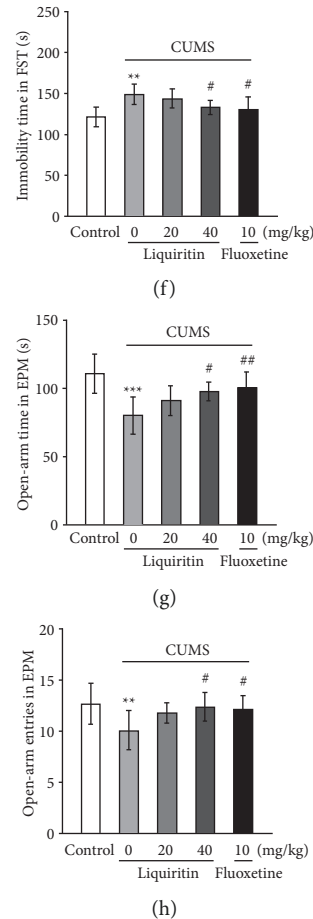 CUMS
Immobility time in FST (s)
200
150
100
50
0
**
#
#
Control 0 20 40 10 (mg/kg)
Liquiritin Fluoxetine
(f)
CUMS
Open-arm time in EPM (s)
150
100
50
0
***
#
##
Control 0 20 40 10 (mg/kg)
Liquiritin Fluoxetine
(g)
CUMS
Open-arm entries in EPM
20
15
10
5
0
**
#
#
Control 0 20 40 10 (mg/kg)
Liquiritin Fluoxetine
(h)